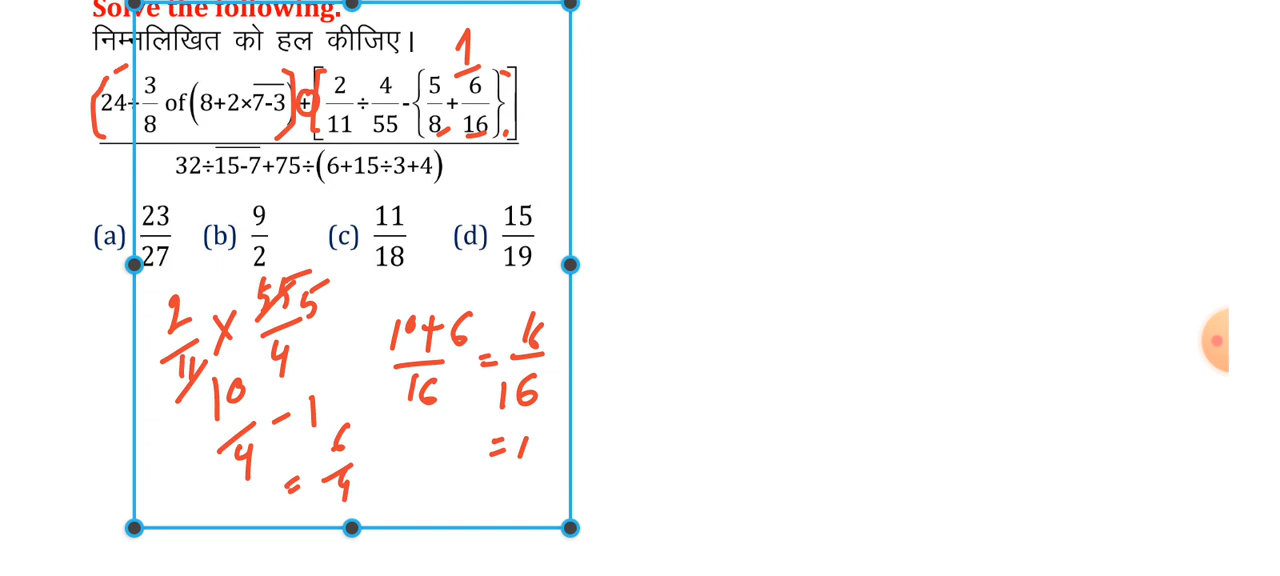 Solve the following.
निम्नलिखित को हल कीजिए।
1
24÷ 3/8 of (8+2×7-3) + [2/11 ÷ 4/55 - {5/8 + 6/16}]
32÷15-7+75÷(6+15÷3+4)
(a) 23/27 (b) 9/2 (c) 11/18 (d) 15/19
2/11 × 55/4 5
10+6/16 = 16/16
10/4 - 1 = 6/4
= 1